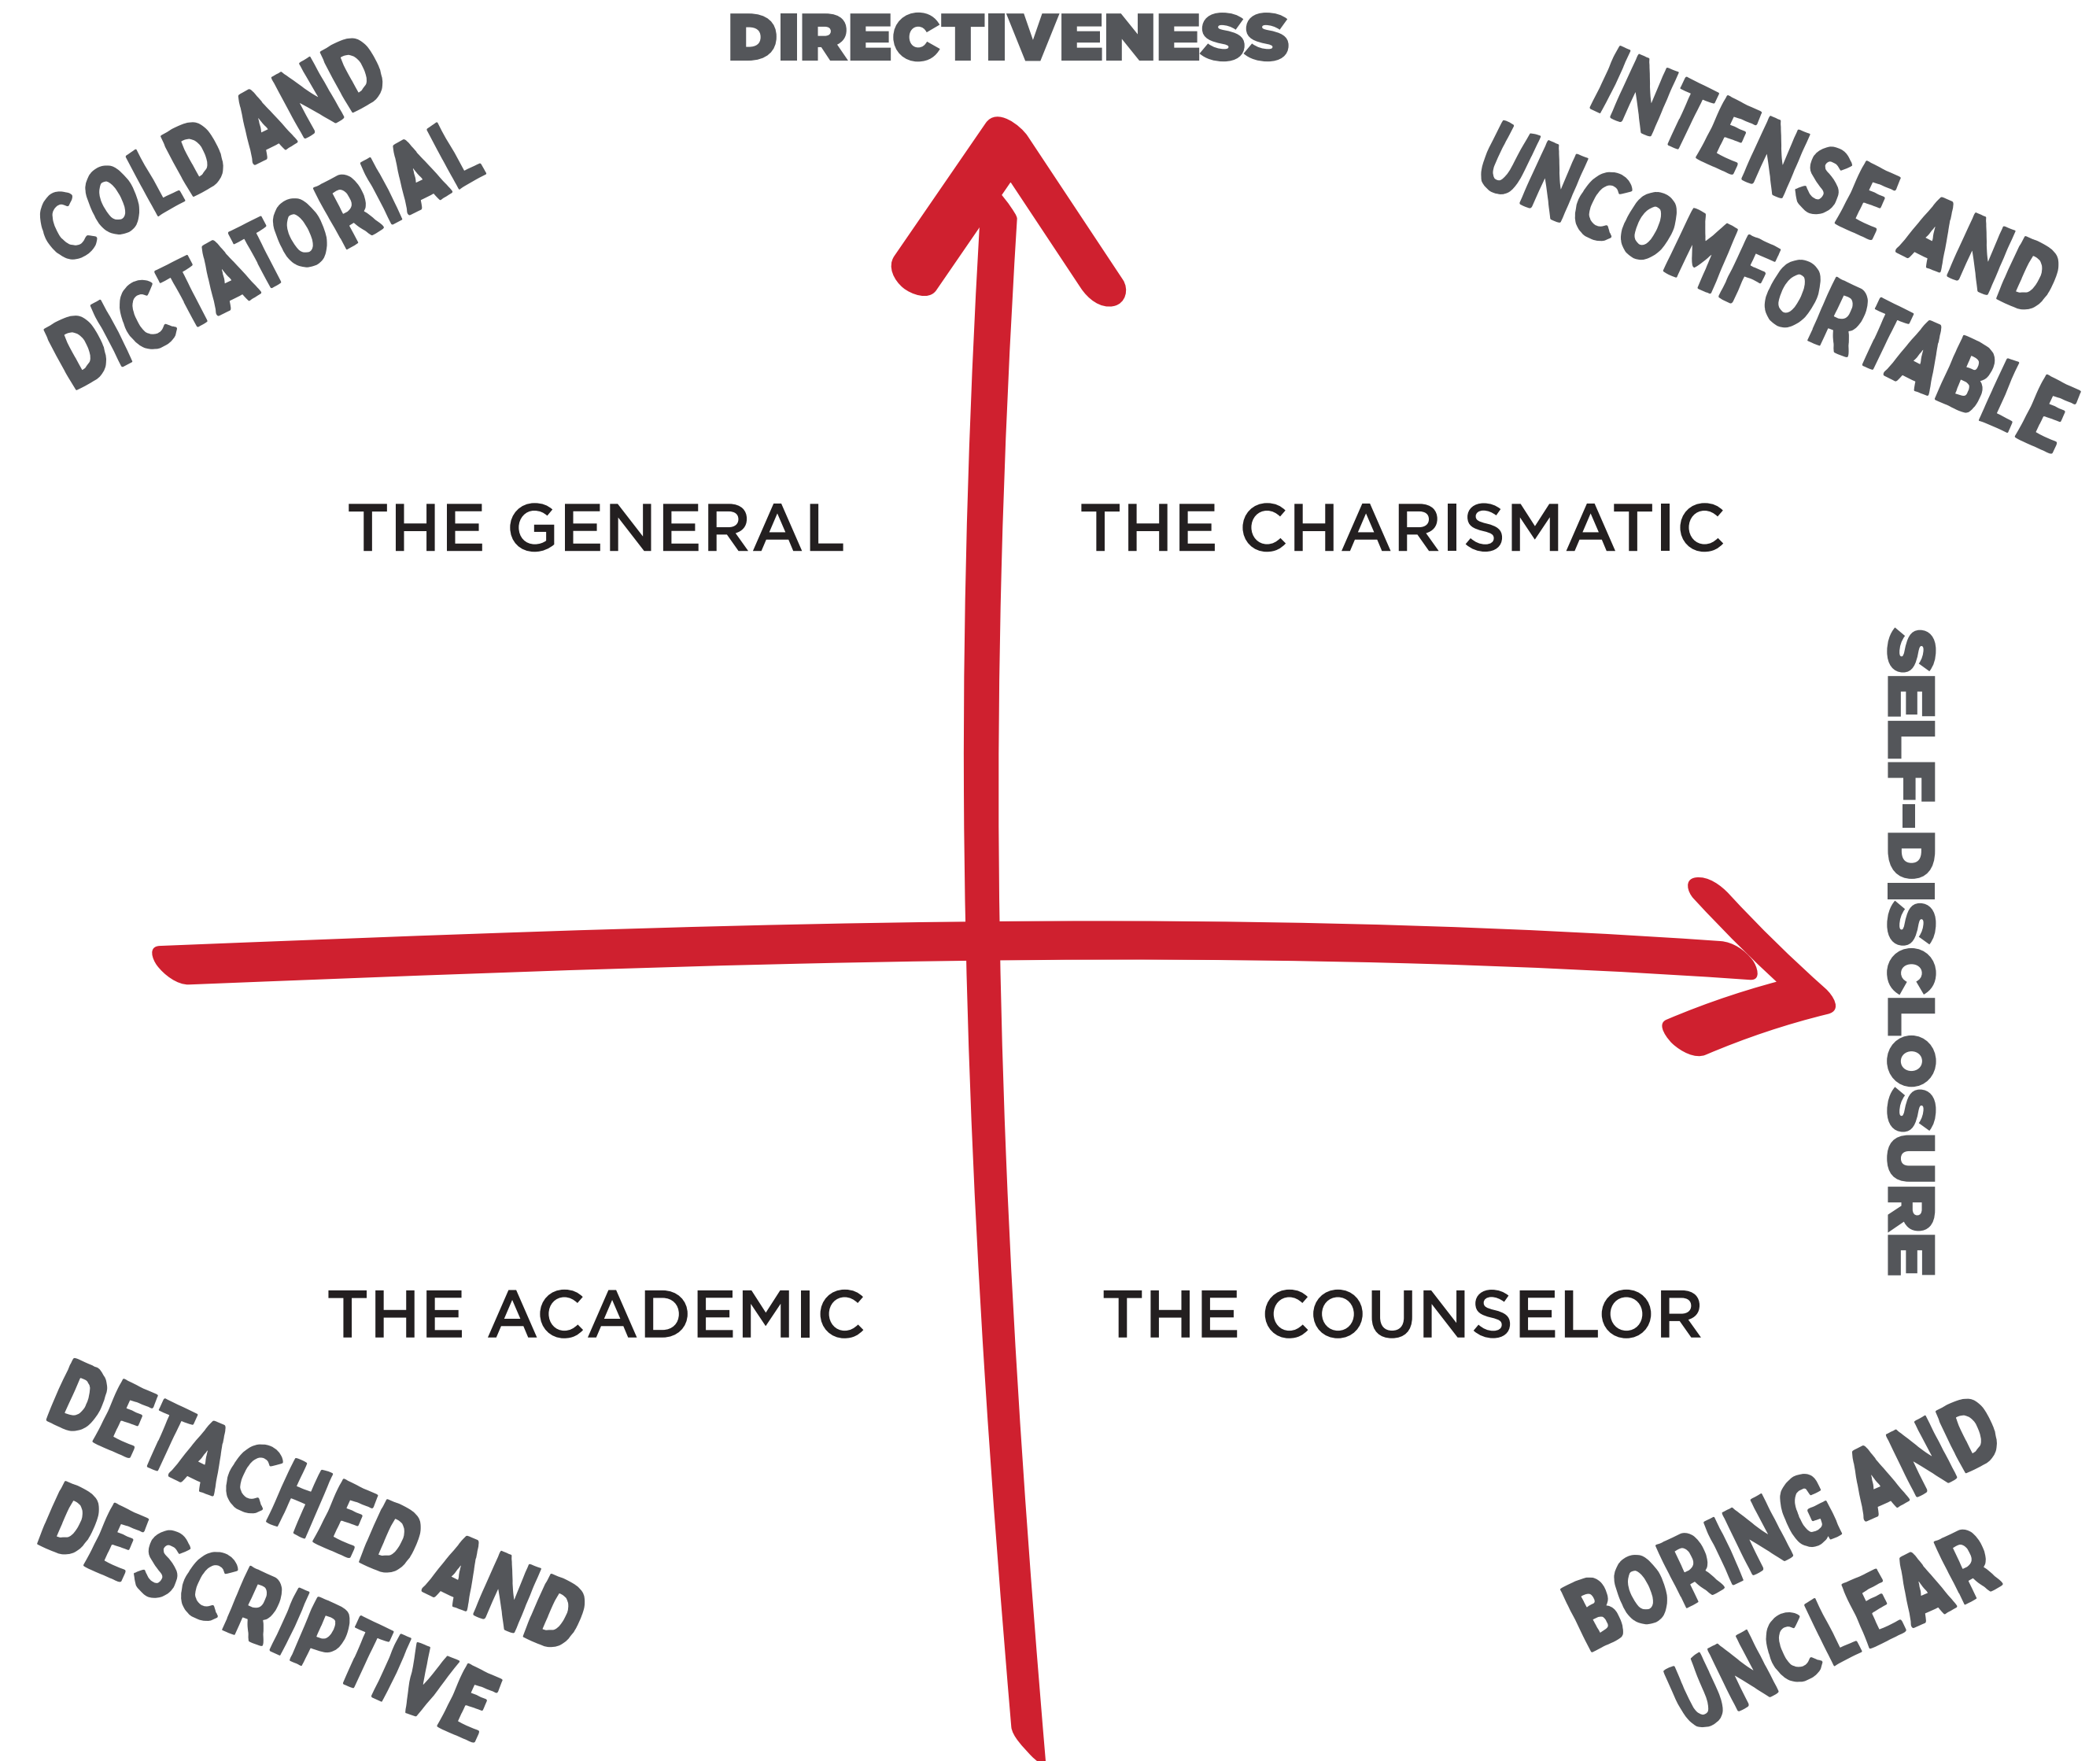 DIRECTIVENESS
COLD AND
DICTATORIAL
INTENSE AND
UNCOMFORTABLE
THE GENERAL
THE CHARISMATIC
SELF-DISCLOSURE
THE ACADEMIC
THE COUNSELOR
DETACHED AND
DESCRIPTIVE
BORING AND
UNCLEAR